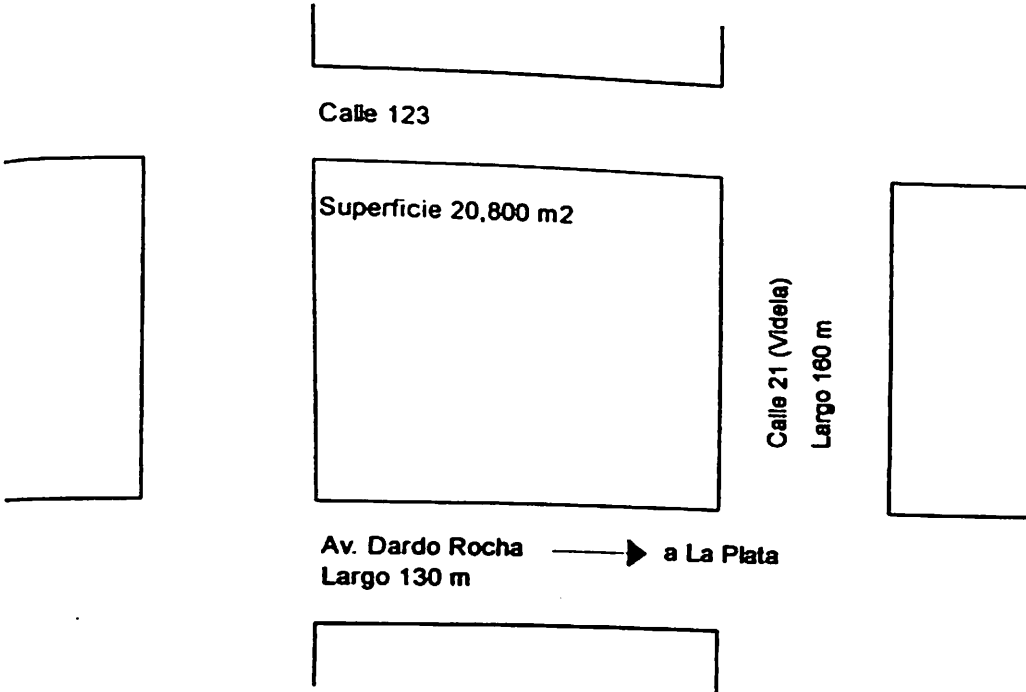 Calle 123
Superficie 20,800 m2
Calle 21 (Videla)
Largo 160 m
Av. Dardo Rocha
a La Plata
Largo 130 m